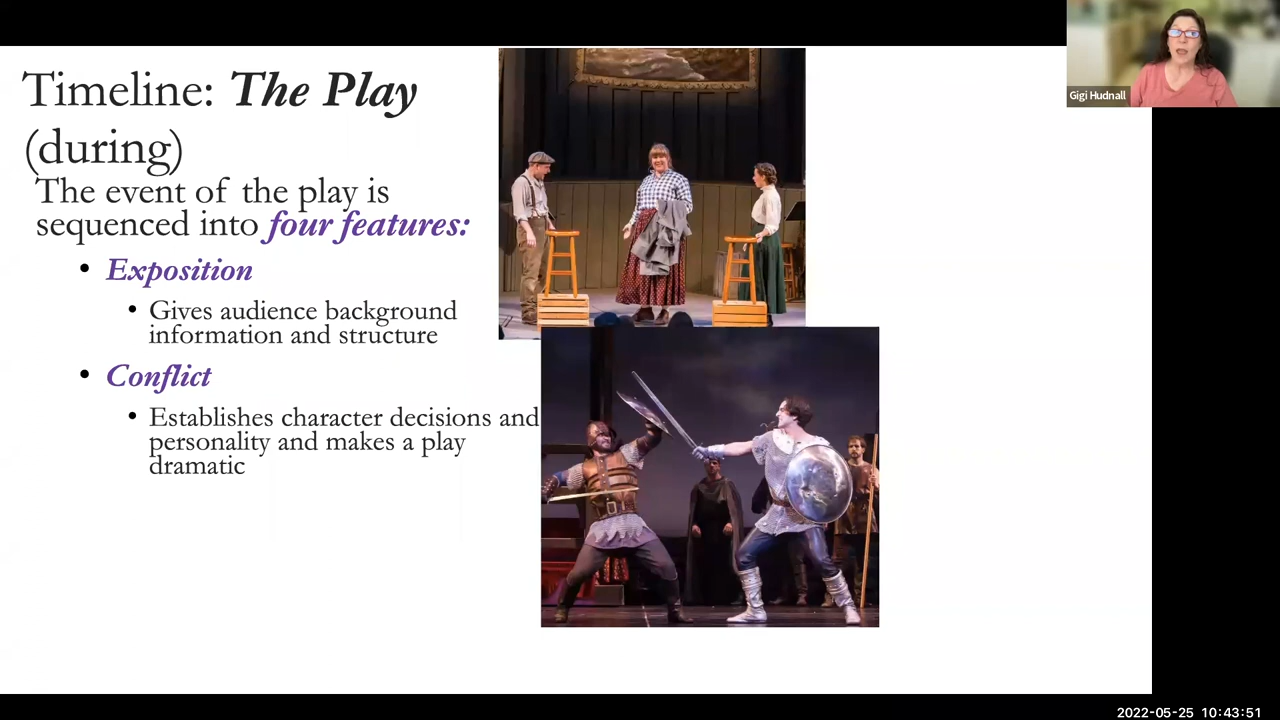 Timeline: The Play
(during)
The event of the play is
sequenced into four features:
• Exposition
• Gives audience background
information and structure
• Conflict
• Establishes character decisions and
personality and makes a play
dramatic
Gigi Hudnall
2022-05-25 10:43:51